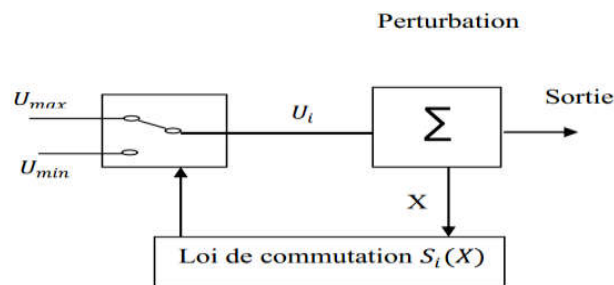 Perturbation
U_max
U_min
U_i
Σ
Sortie
X
Loi de commutation S_i(X)